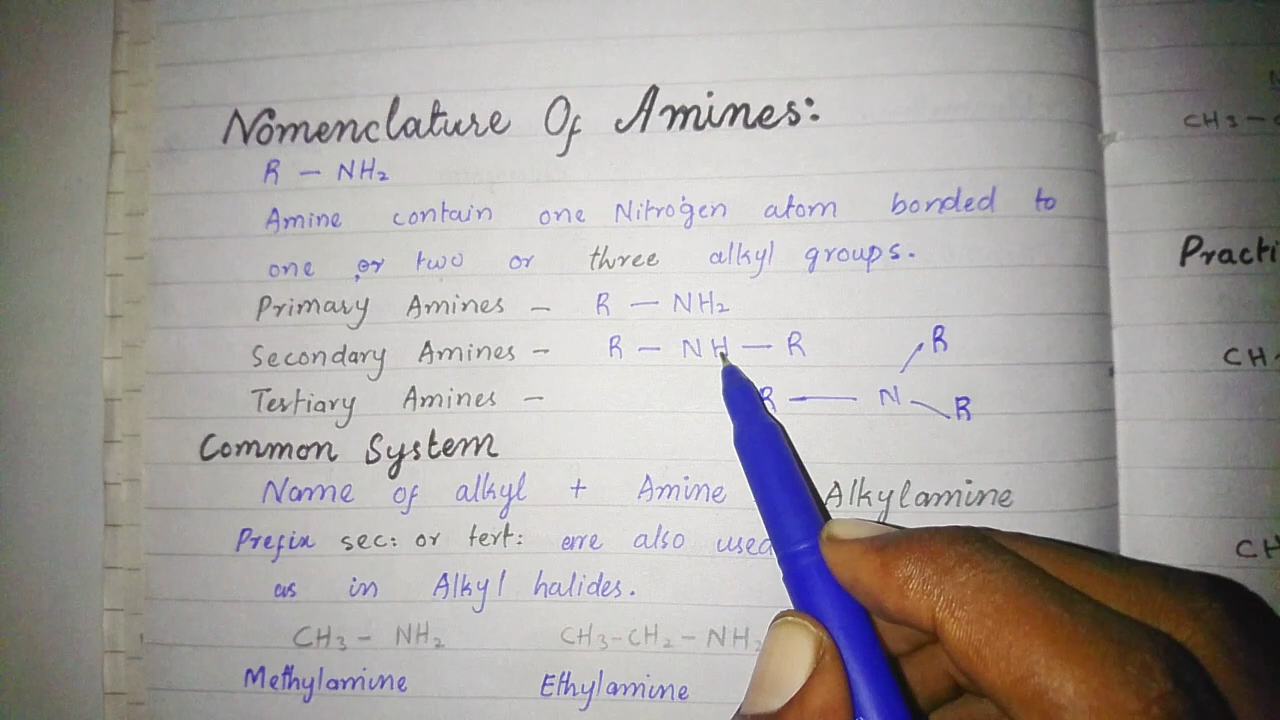 Nomenclature Of Amines:
R — NH₂
Amine contain one Nitrogen atom bonded to
one or two or three alkyl groups.
Primary Amines – R — NH₂
Secondary Amines – R — NH — R
R
Tertiary Amines – R — N
R
Common System
Name of alkyl + Amine Alkylamine
Prefix sec: or tert: are also used
as in Alkyl halides.
CH₃ – NH₂ CH₃–CH₂ – NH₂
Methylamine Ethylamine
CH3 –
Practi
CH
CH